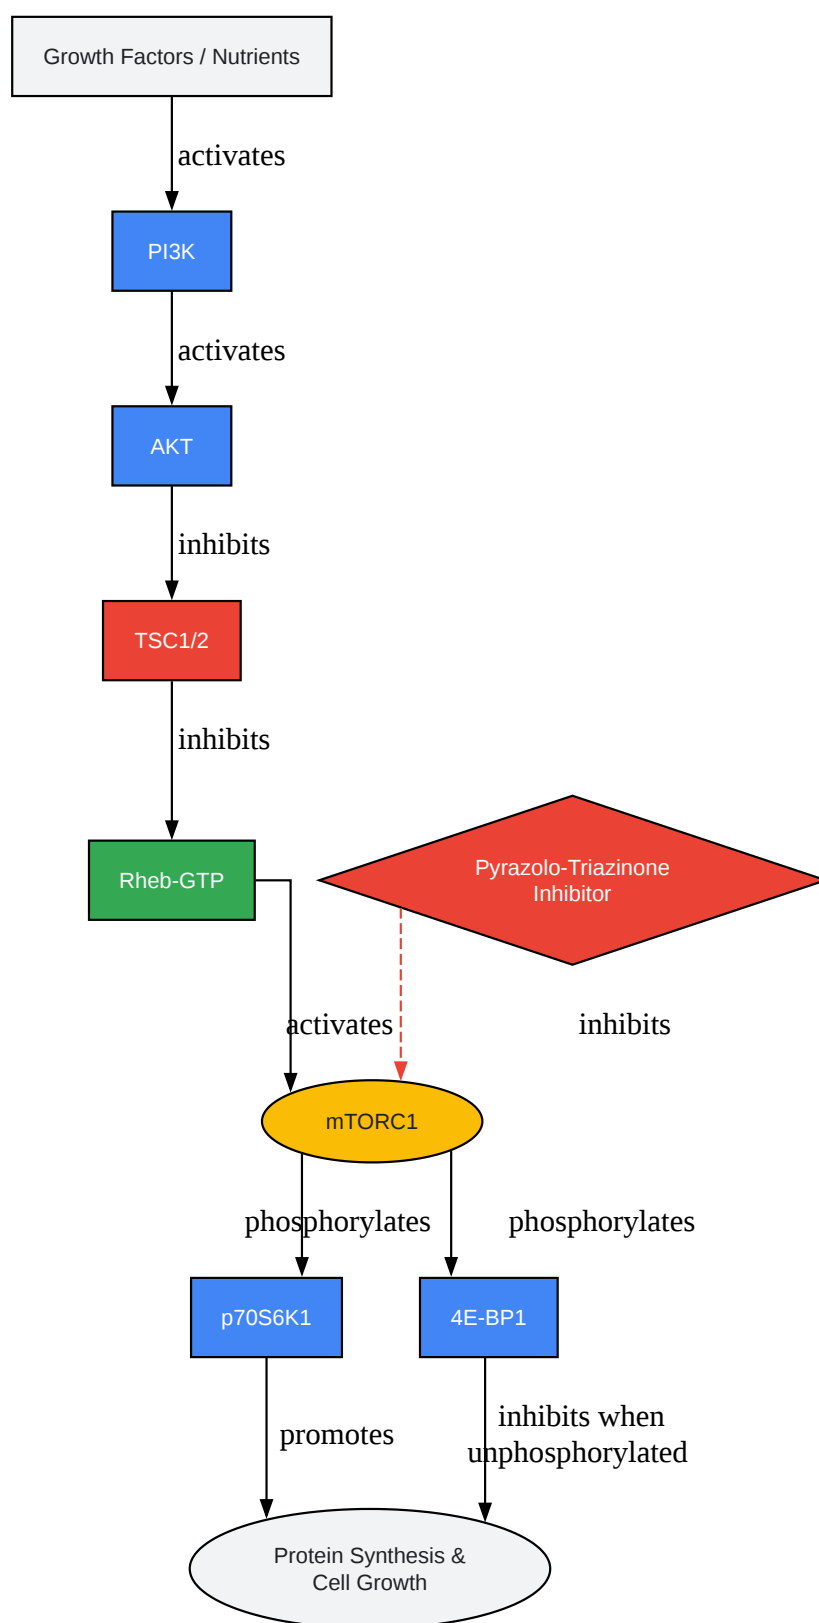 Growth Factors / Nutrients
activates
PI3K
activates
AKT
inhibits
TSC1/2
inhibits
Rheb-GTP
Pyrazolo-Triazinone
Inhibitor
activates
inhibits
mTORC1
phosphorylates
phosphorylates
p70S6K1
4E-BP1
promotes
inhibits when
unphosphorylated
Protein Synthesis &
Cell Growth